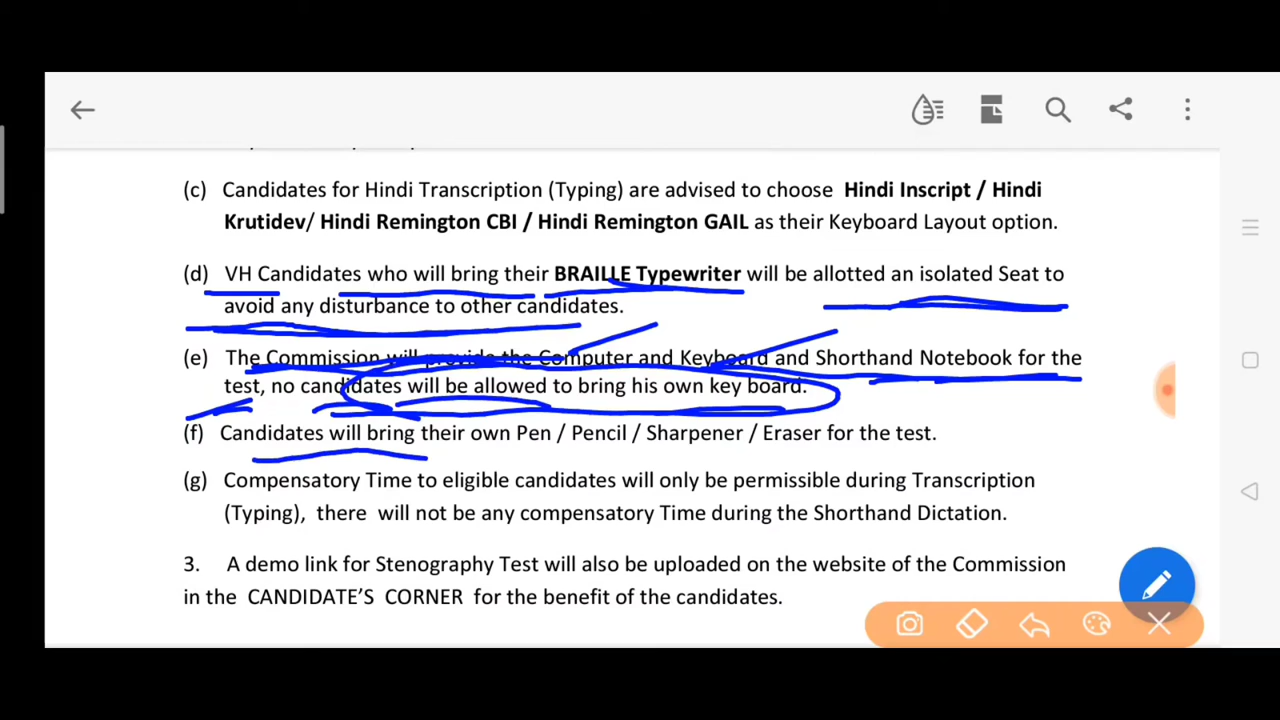 (c) Candidates for Hindi Transcription (Typing) are advised to choose Hindi Inscript / Hindi
Krutidev/ Hindi Remington CBI / Hindi Remington GAIL as their Keyboard Layout option.
(d) VH Candidates who will bring their BRAILLE Typewriter will be allotted an isolated Seat to
avoid any disturbance to other candidates.
(e) The Commission will provide the Computer and Keyboard and Shorthand Notebook for the
test, no candidates will be allowed to bring his own key board.
(f) Candidates will bring their own Pen / Pencil / Sharpener / Eraser for the test.
(g) Compensatory Time to eligible candidates will only be permissible during Transcription
(Typing), there will not be any compensatory Time during the Shorthand Dictation.
3. A demo link for Stenography Test will also be uploaded on the website of the Commission
in the CANDIDATE'S CORNER for the benefit of the candidates.